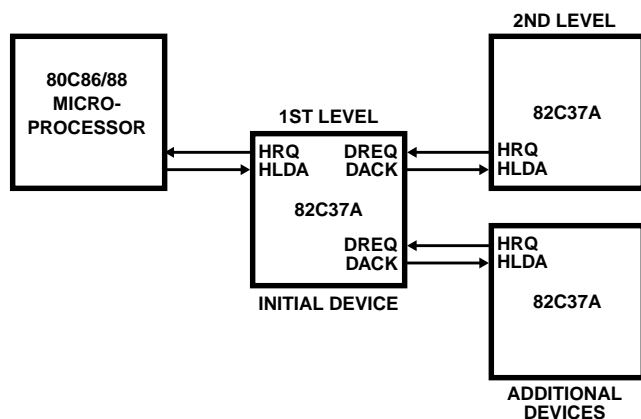 2ND LEVEL
80C86/88
MICRO-
PROCESSOR
1ST LEVEL
82C37A
HRQ
HLDA
DREQ
DACK
HRQ
HLDA
82C37A
DREQ
DACK
HRQ
HLDA
82C37A
INITIAL DEVICE
ADDITIONAL
DEVICES